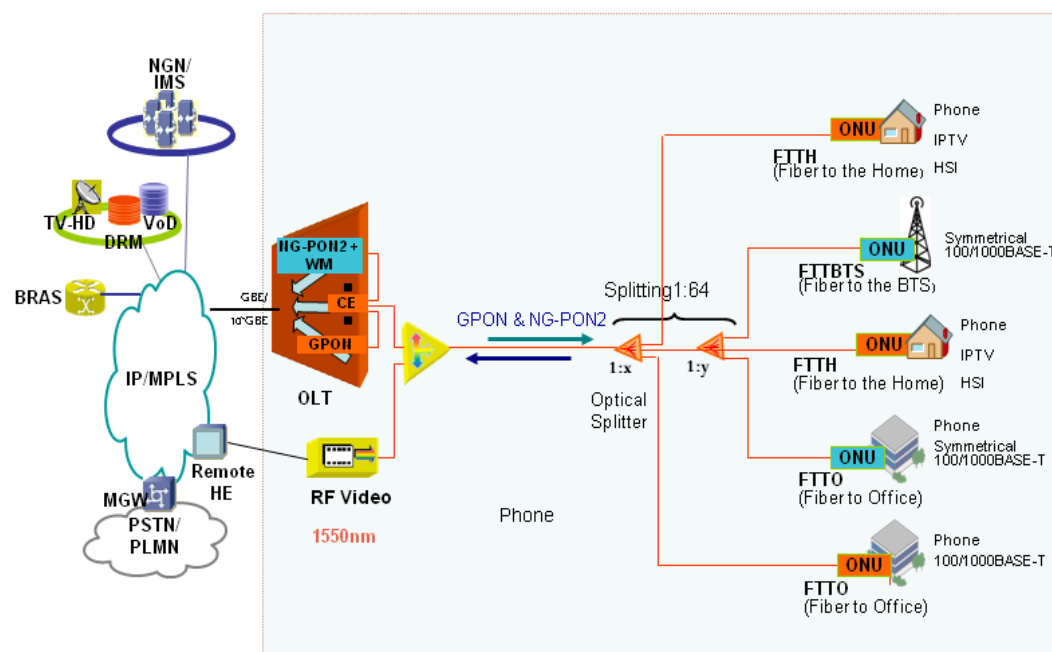 NGN/
IMS
TV-HD
VoD
DRM
BRAS
IP/MPLS
Remote
HE
MGW
PSTN/
PLMN
GBE/
10*GBE
NG-PON2 +
WM
CE
GPON
OLT
RF Video
1550nm
GPON & NG-PON2
Splitting1:64
1:x
1:y
Optical
Splitter
Phone
ONU
FTTH
(Fiber to the Home)
Phone
IPTV
HSI
ONU
FTTBTS
(Fiber to the BTS)
Symmetrical
100/1000BASE-T
ONU
FTTH
(Fiber to the Home)
Phone
IPTV
HSI
ONU
FTTO
(Fiber to Office)
Phone
Symmetrical
100/1000BASE-T
ONU
FTTO
(Fiber to Office)
Phone
100/1000BASE-T